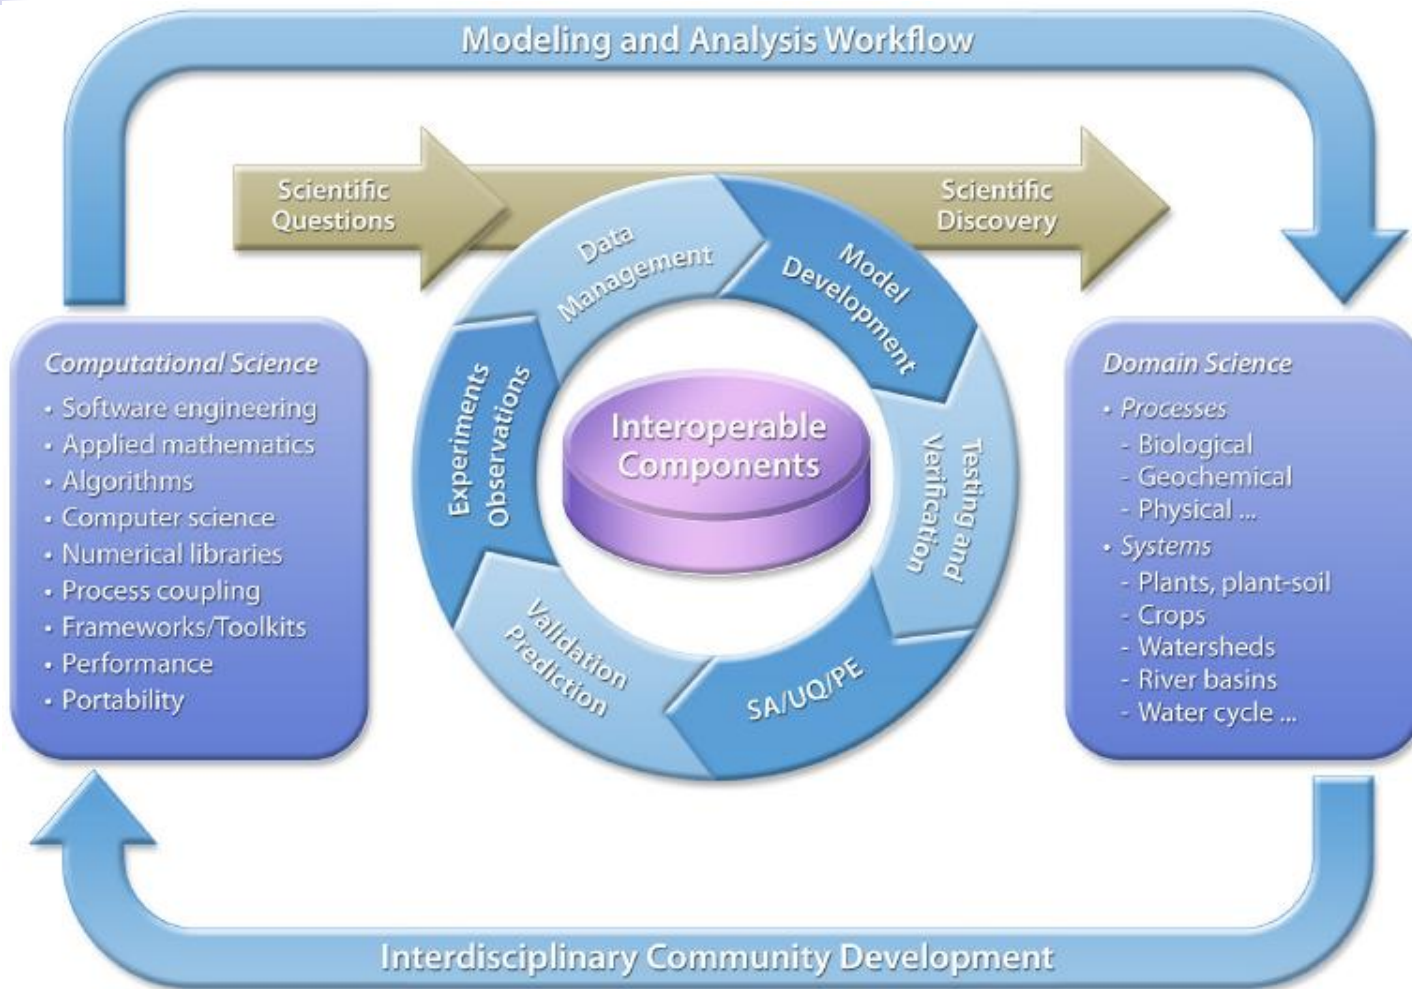 Modeling and Analysis Workflow
Scientific
Questions
Scientific
Discovery
Data
Management
Model
Development
Testing and
Verification
SA/UQ/PE
Validation
Prediction
Experiments
Observations
Interoperable
Components
Computational Science
• Software engineering
• Applied mathematics
• Algorithms
• Computer science
• Numerical libraries
• Process coupling
• Frameworks/Toolkits
• Performance
• Portability
Domain Science
• Processes
- Biological
- Geochemical
- Physical ...
• Systems
- Plants, plant-soil
- Crops
- Watersheds
- River basins
- Water cycle ...
Interdisciplinary Community Development